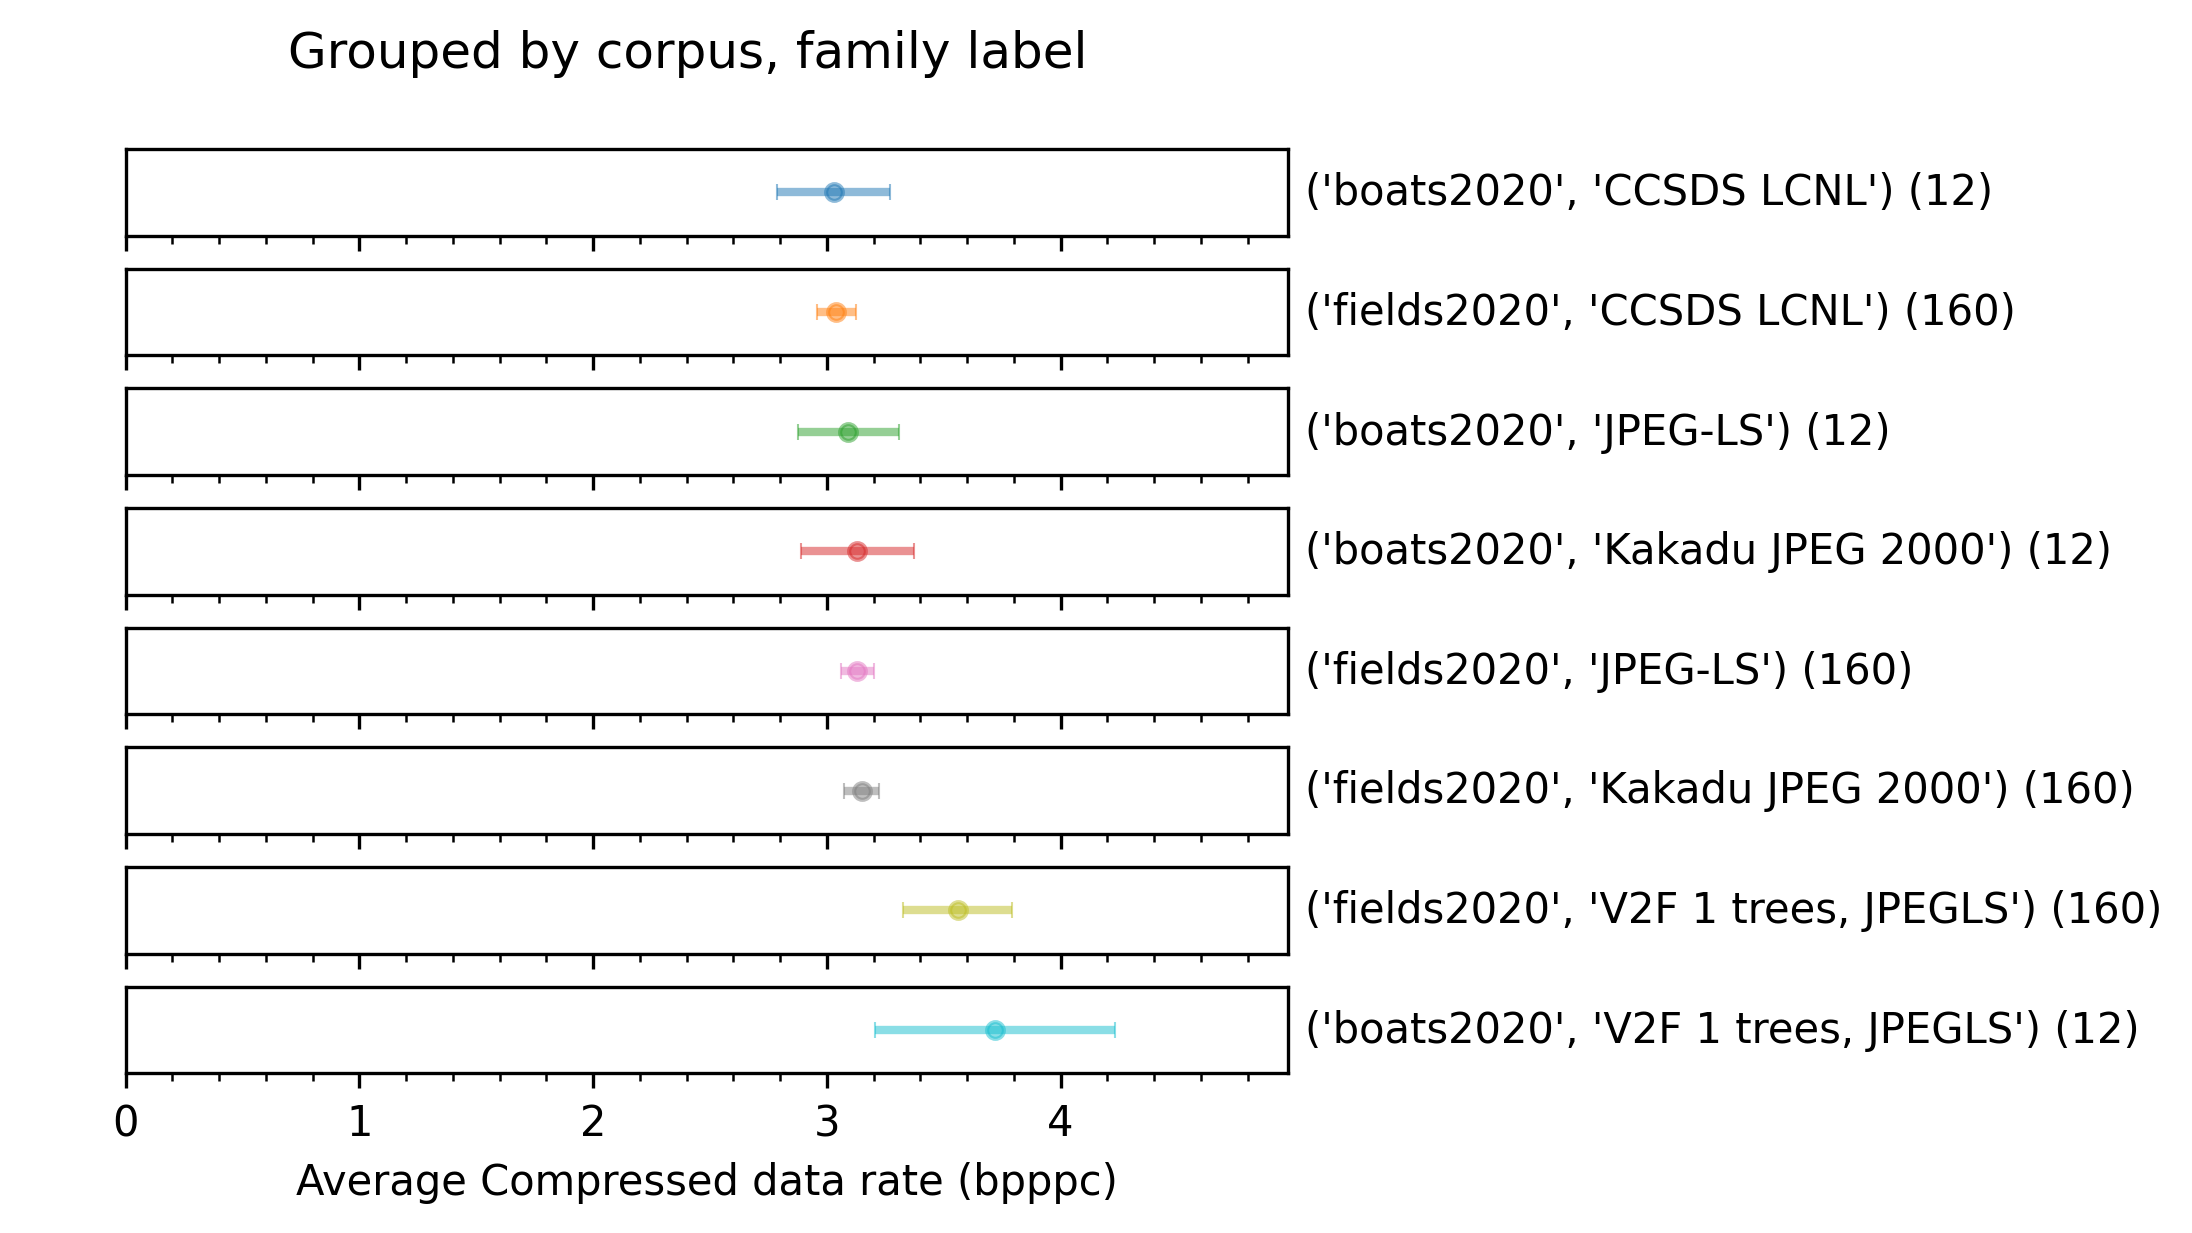 Grouped by corpus, family label
('boats2020', 'CCSDS LCNL') (12)
('fields2020', 'CCSDS LCNL') (160)
('boats2020', 'JPEG-LS') (12)
('boats2020', 'Kakadu JPEG 2000') (12)
('fields2020', 'JPEG-LS') (160)
('fields2020', 'Kakadu JPEG 2000') (160)
('fields2020', 'V2F 1 trees, JPEGLS') (160)
('boats2020', 'V2F 1 trees, JPEGLS') (12)
0 1 2 3 4
Average Compressed data rate (bpppc)